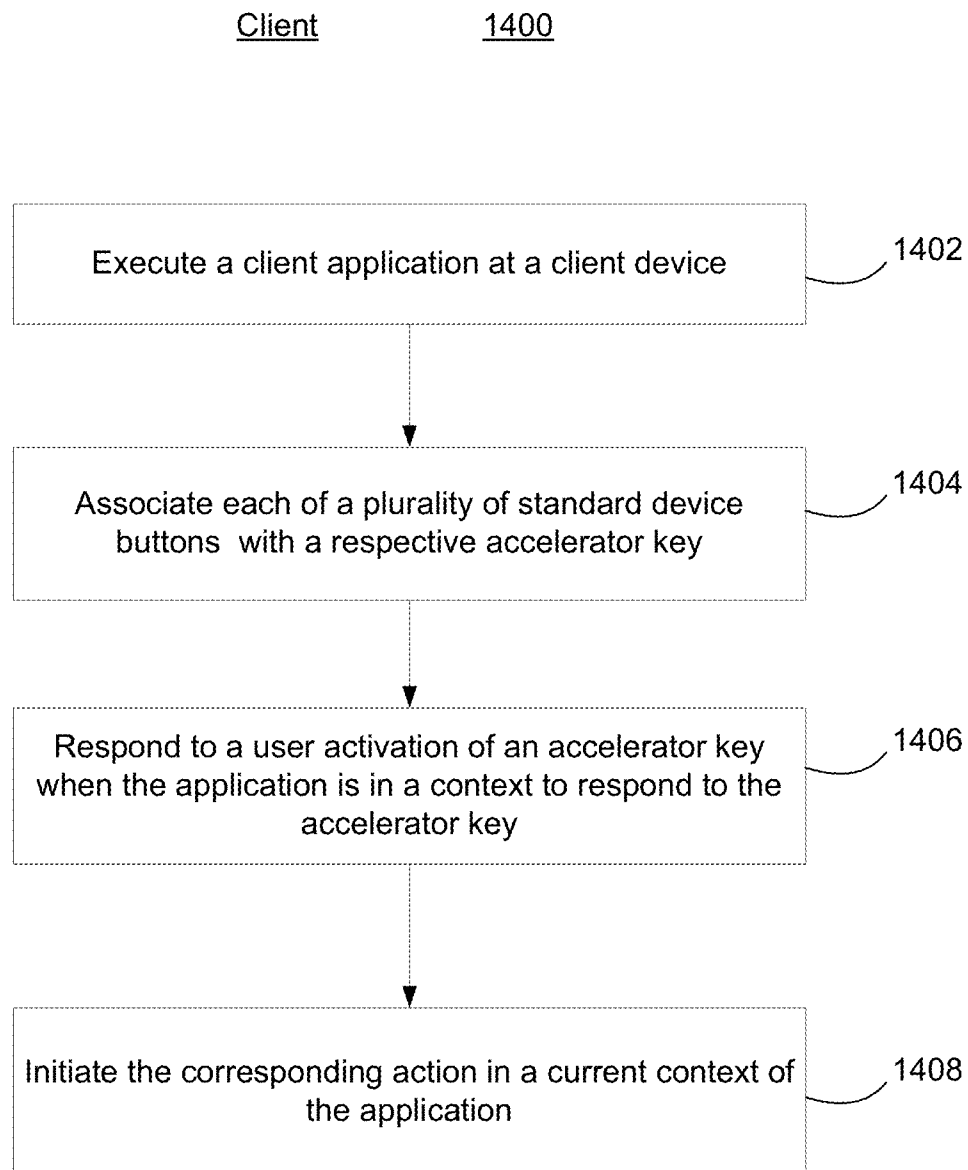 Client 1400
Execute a client application at a client device
1402
Associate each of a plurality of standard device
buttons with a respective accelerator key
1404
Respond to a user activation of an accelerator key
when the application is in a context to respond to the
accelerator key
1406
Initiate the corresponding action in a current context of
the application
1408